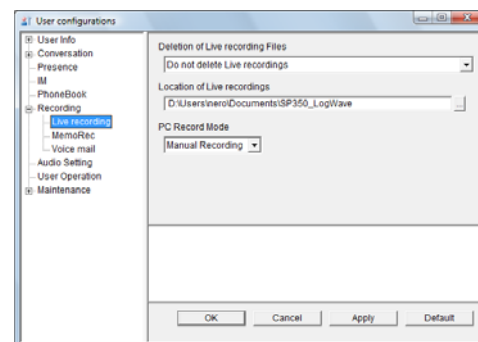 User configurations
User Info
Conversation
Presence
IM
PhoneBook
Recording
Live recording
MemoRec
Voice mail
Audio Setting
User Operation
Maintenance
Deletion of Live recording Files
Do not delete Live recordings
Location of Live recordings
D:\Users\nero\Documents\SP350_LogWave
...
PC Record Mode
Manual Recording
OK Cancel Apply Default